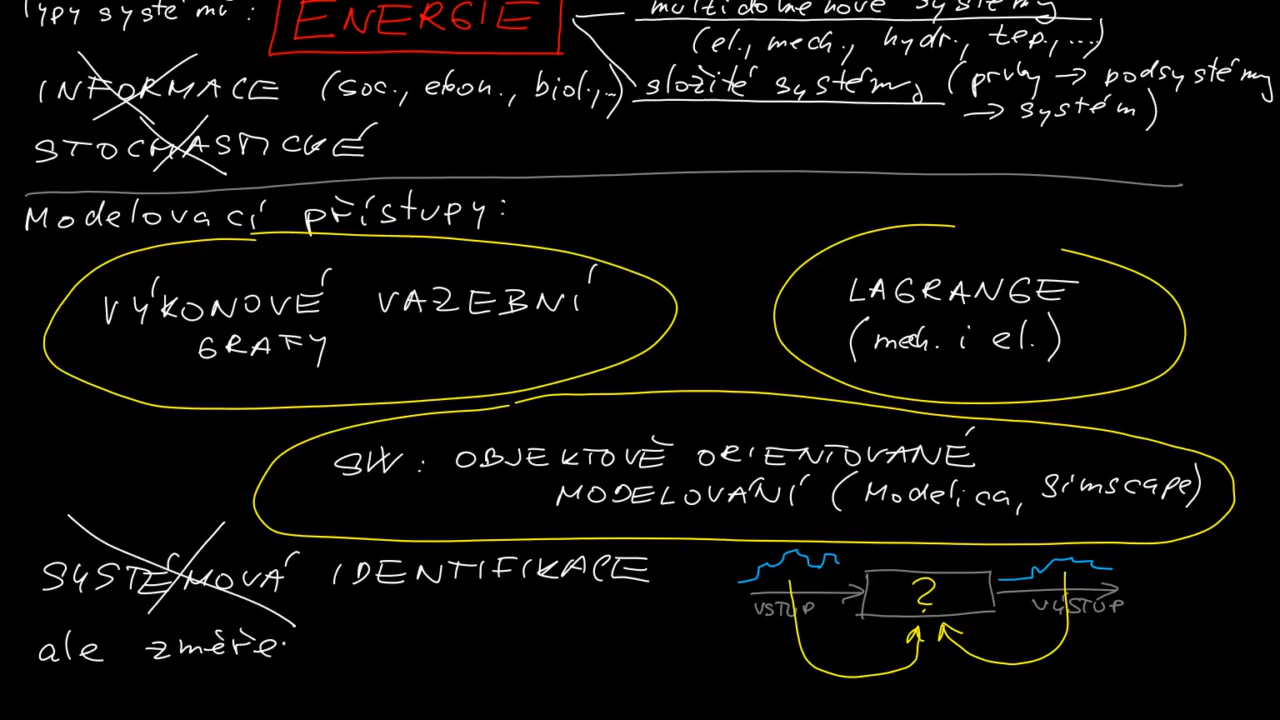 Typy systémů: ENERGIE multidoménové systémy
(el., mech., hydr., tep.,...)
INFORMACE (soc., ekon., biol.,..) složité systémy (prvky → podsystémy
→ systém)
STOCHASTICKÉ
Modelovací přístupy:
VÝKONOVÉ VAZEBNÍ
GRAFY
LAGRANGE
(mech. i el.)
SW: OBJEKTOVĚ ORIENTOVANÉ
MODELOVÁNÍ (Modelica, Simscape)
SYSTÉMOVÁ IDENTIFIKACE
VSTUP ? VÝSTUP
ale změře